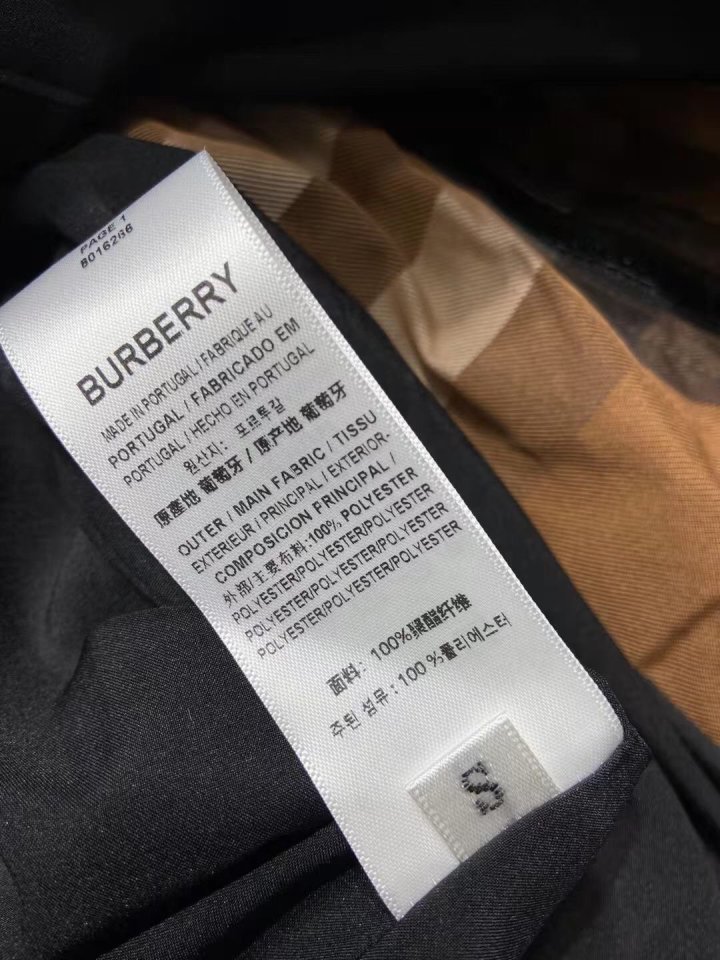 PAGE 1
8016286
BURBERRY
MADE IN PORTUGAL / FABRIQUE AU
PORTUGAL / FABRICADO EM
PORTUGAL / HECHO EN PORTUGAL
원산지: 포르투갈
原產地 葡萄牙 / 原产地 葡萄牙
OUTER / MAIN FABRIC / TISSU
EXTERIEUR / PRINCIPAL / EXTERIOR-
COMPOSICION PRINCIPAL /
外部/主要布料:100% POLYESTER
POLYESTER/POLYESTER/POLYESTER
POLYESTER/POLYESTER/POLYESTER
POLYESTER/POLYESTER/POLYESTER
面料: 100%聚酯纤维
주된 섬유 : 100 %폴리에스터
S